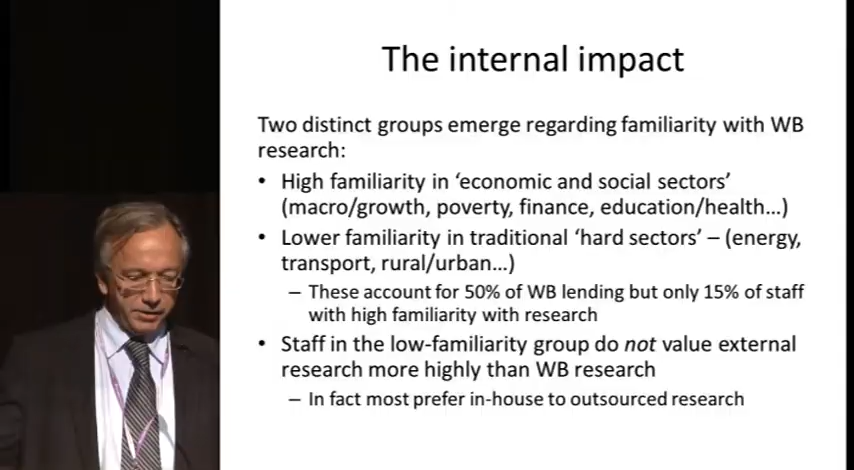 The internal impact
Two distinct groups emerge regarding familiarity with WB
research:
• High familiarity in ‘economic and social sectors’
(macro/growth, poverty, finance, education/health…)
• Lower familiarity in traditional ‘hard sectors’ – (energy,
transport, rural/urban…)
– These account for 50% of WB lending but only 15% of staff
with high familiarity with research
• Staff in the low-familiarity group do not value external
research more highly than WB research
– In fact most prefer in-house to outsourced research